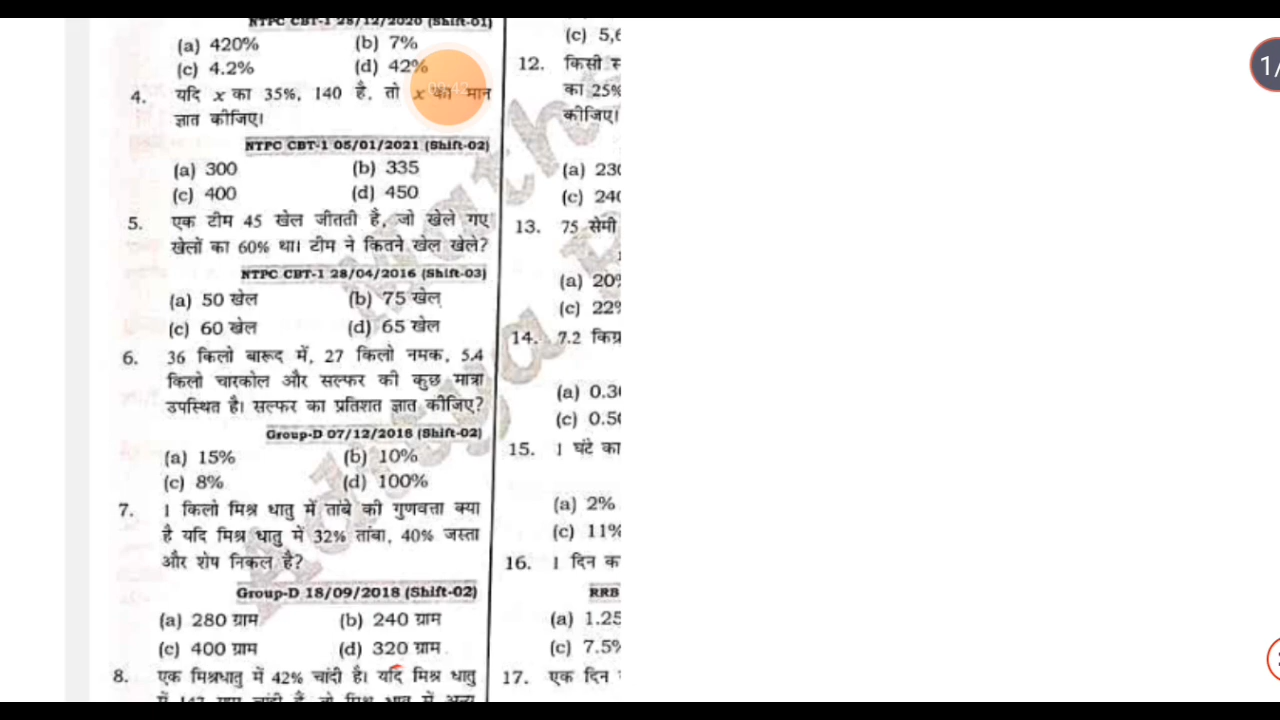 NTPC CBT-1 28/12/2020 (Shift-01)
(a) 420% (b) 7%
(c) 4.2% (d) 42%
4. यदि x का 35%, 140 है, तो x का मान
ज्ञात कीजिए।
NTPC CBT-1 05/01/2021 (Shift-02)
(a) 300 (b) 335
(c) 400 (d) 450
5. एक टीम 45 खेल जीतती है, जो खेले गए
खेलों का 60% था। टीम ने कितने खेल खेले?
NTPC CBT-1 28/04/2016 (Shift-03)
(a) 50 खेल (b) 75 खेल
(c) 60 खेल (d) 65 खेल
6. 36 किलो बारूद में, 27 किलो नमक, 5.4
किलो चारकोल और सल्फर की कुछ मात्रा
उपस्थित है। सल्फर का प्रतिशत ज्ञात कीजिए?
Group-D 07/12/2018 (Shift-02)
(a) 15% (b) 10%
(c) 8% (d) 100%
7. 1 किलो मिश्र धातु में तांबे की गुणवत्ता क्या
है यदि मिश्र धातु में 32% तांबा, 40% जस्ता
और शेष निकल है?
Group-D 18/09/2018 (Shift-02)
(a) 280 ग्राम (b) 240 ग्राम
(c) 400 ग्राम (d) 320 ग्राम
8. एक मिश्रधातु में 42% चांदी है। यदि मिश्र धातु
(c) 5,6
12. किसी
का 25%
कीजिए।
(a) 230
(c) 240
13. 75 सेमी
(a) 20%
(c) 22%
14. 7.2 किग्र
(a) 0.3
(c) 0.5
15. 1 घंटे का
(a) 2%
(c) 11%
16. 1 दिन क
RRB
(a) 1.25
(c) 7.5%
17. एक दिन
1/